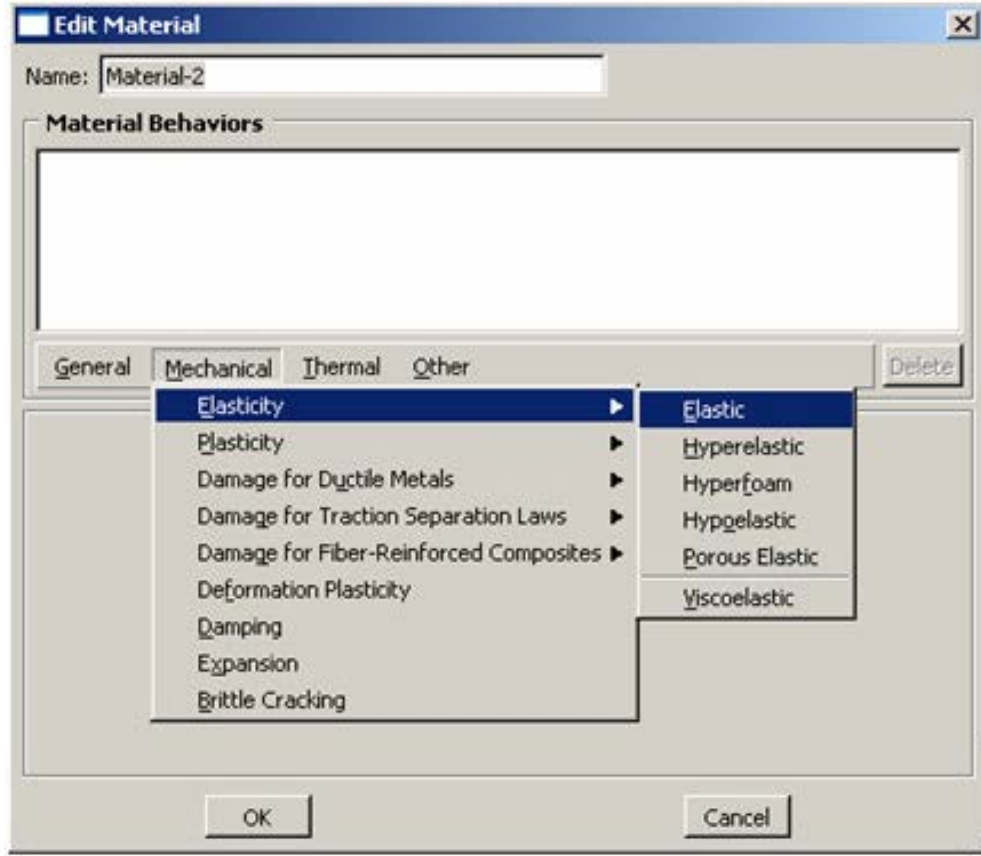 Edit Material
Name: Material-2
Material Behaviors
General Mechanical Thermal Other Delete
Elasticity
Plasticity
Damage for Ductile Metals
Damage for Traction Separation Laws
Damage for Fiber-Reinforced Composites
Deformation Plasticity
Damping
Expansion
Brittle Cracking
Elastic
Hyperelastic
Hyperfoam
Hypoelastic
Porous Elastic
Viscoelastic
OK Cancel